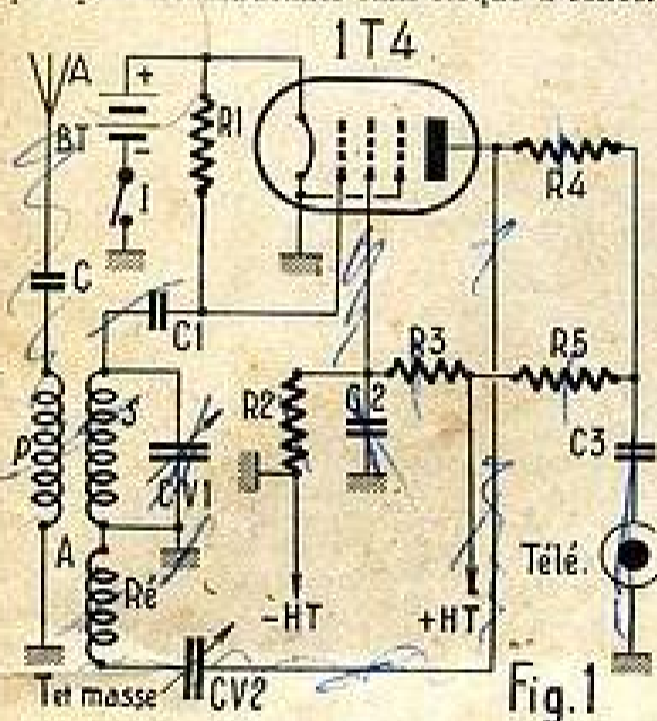 1T4
A
+
BT
-
I
R1
R4
C
C1
R3
R5
R2
C2
C3
P
S
CV1
A
Ré
Télé.
-HT
+HT
T et masse
CV2
Fig.1